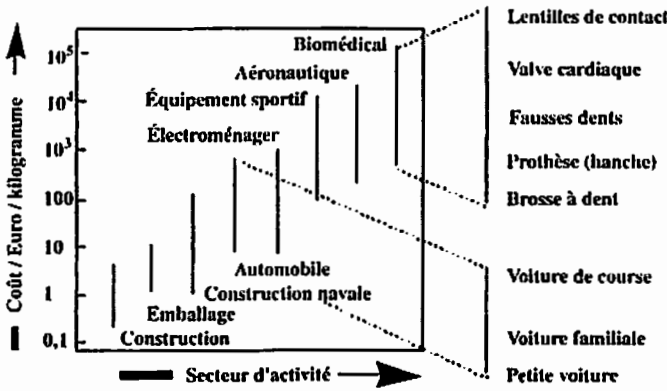 Coût / Euro / kilogramme
10⁵
10⁴
10³
100
10
1
0,1
Biomédical
Aéronautique
Équipement sportif
Électroménager
Automobile
Construction navale
Emballage
Construction
Secteur d'activité
Lentilles de contact
Valve cardiaque
Fausses dents
Prothèse (hanche)
Brosse à dent
Voiture de course
Voiture familiale
Petite voiture